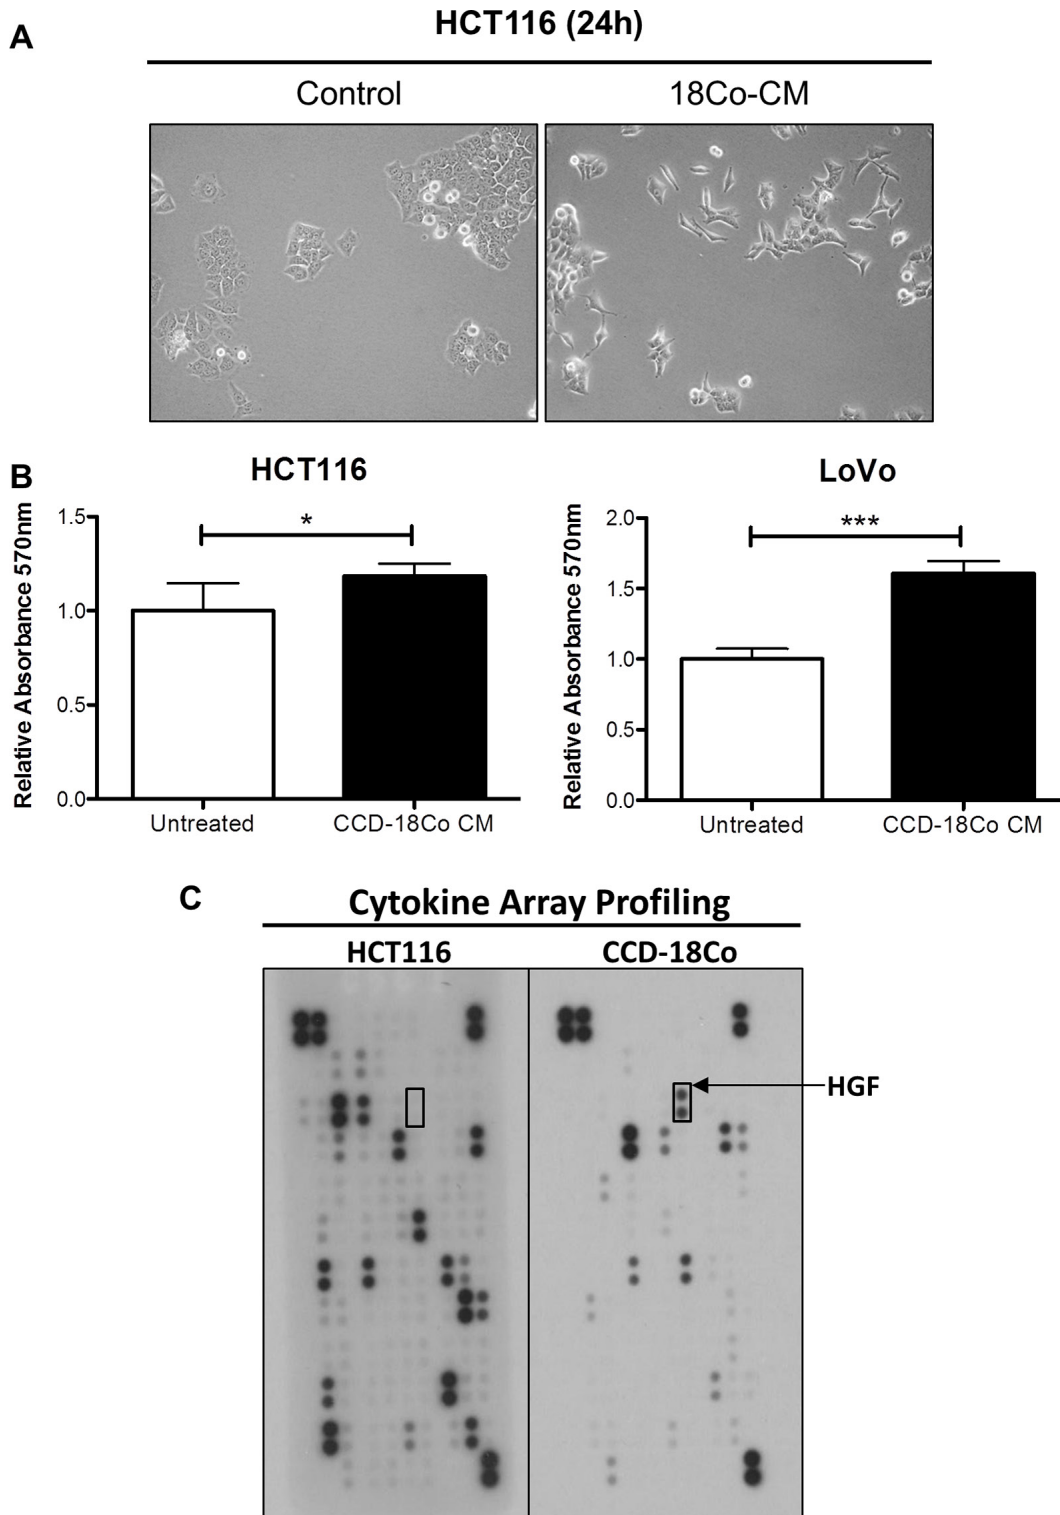 A
HCT116 (24h)
Control
18Co-CM
B
HCT116
Relative Absorbance 570nm
1.5
1.0
0.5
0.0
*
Untreated
CCD-18Co CM
LoVo
Relative Absorbance 570nm
2.0
1.5
1.0
0.5
0.0
***
Untreated
CCD-18Co CM
C
Cytokine Array Profiling
HCT116
CCD-18Co
HGF